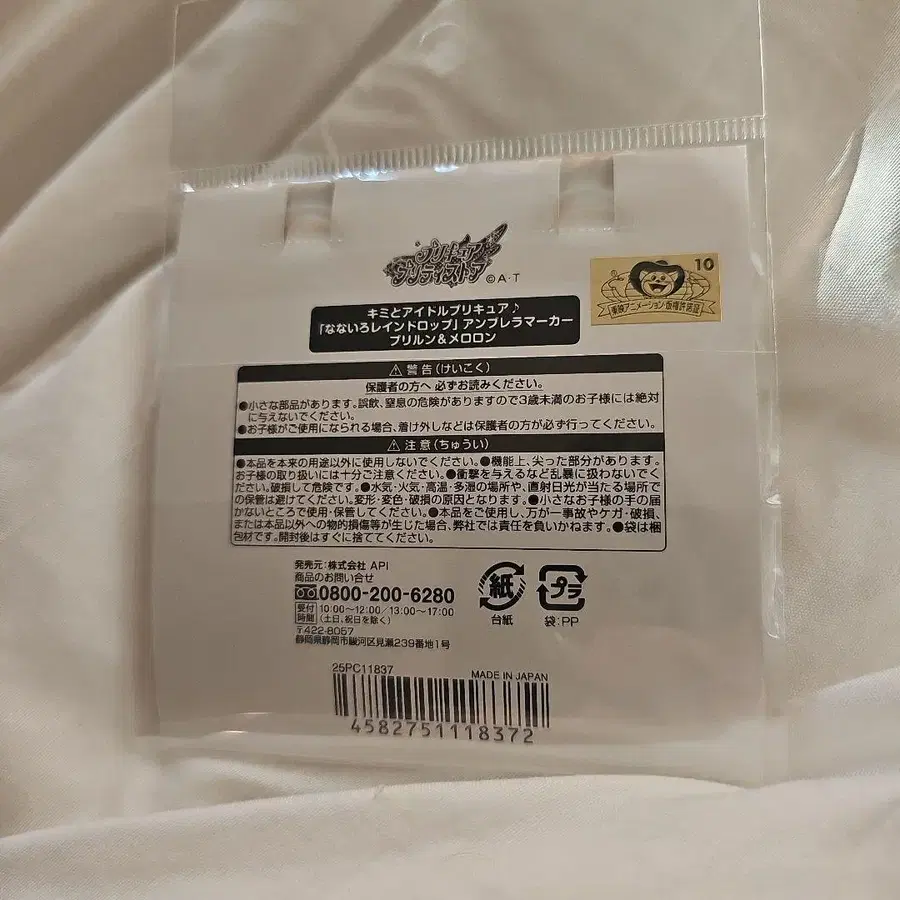 プリキュア
プリティストア
©A・T
10
東映アニメーション 版権許諾証
キミとアイドルプリキュア♪
「なないろレインドロップ」アンブレラマーカー
プリルン&メロロン
⚠ 警告(けいこく)
保護者の方へ 必ずお読みください。
●小さな部品があります。誤飲、窒息の危険がありますので3歳未満のお子様には絶対
に与えないでください。
●お子様がご使用になられる場合、着け外しなどは保護者の方が必ず行ってください。
⚠ 注意(ちゅうい)
●本品を本来の用途以外に使用しないでください。●機能上、尖った部分があります。
お子様の取り扱いには十分ご注意ください。●衝撃を与えるなど乱暴に扱わないでく
ださい。破損して危険です。●水気・火気・高温・多湿の場所や、直射日光が当たる場所で
の保管は避けてください。変形・変色・破損の原因となります。●小さなお子様の手の届
かないところで使用・保管してください。●本品をご使用し、万が一事故やケガ・破損、
または本品以外への物的損傷等が生じた場合、弊社では責任を負いかねます。●袋は梱
包材です。開封後はすぐに捨ててください。
発売元:株式会社 API
商品のお問い合せ
0800-200-6280
受付時間 10:00~12:00/13:00~17:00
(土日、祝日を除く)
〒422-8057
静岡県静岡市駿河区見瀬239番地1号
紙
台紙
プラ
袋:PP
25PC11837
MADE IN JAPAN
4582751118372